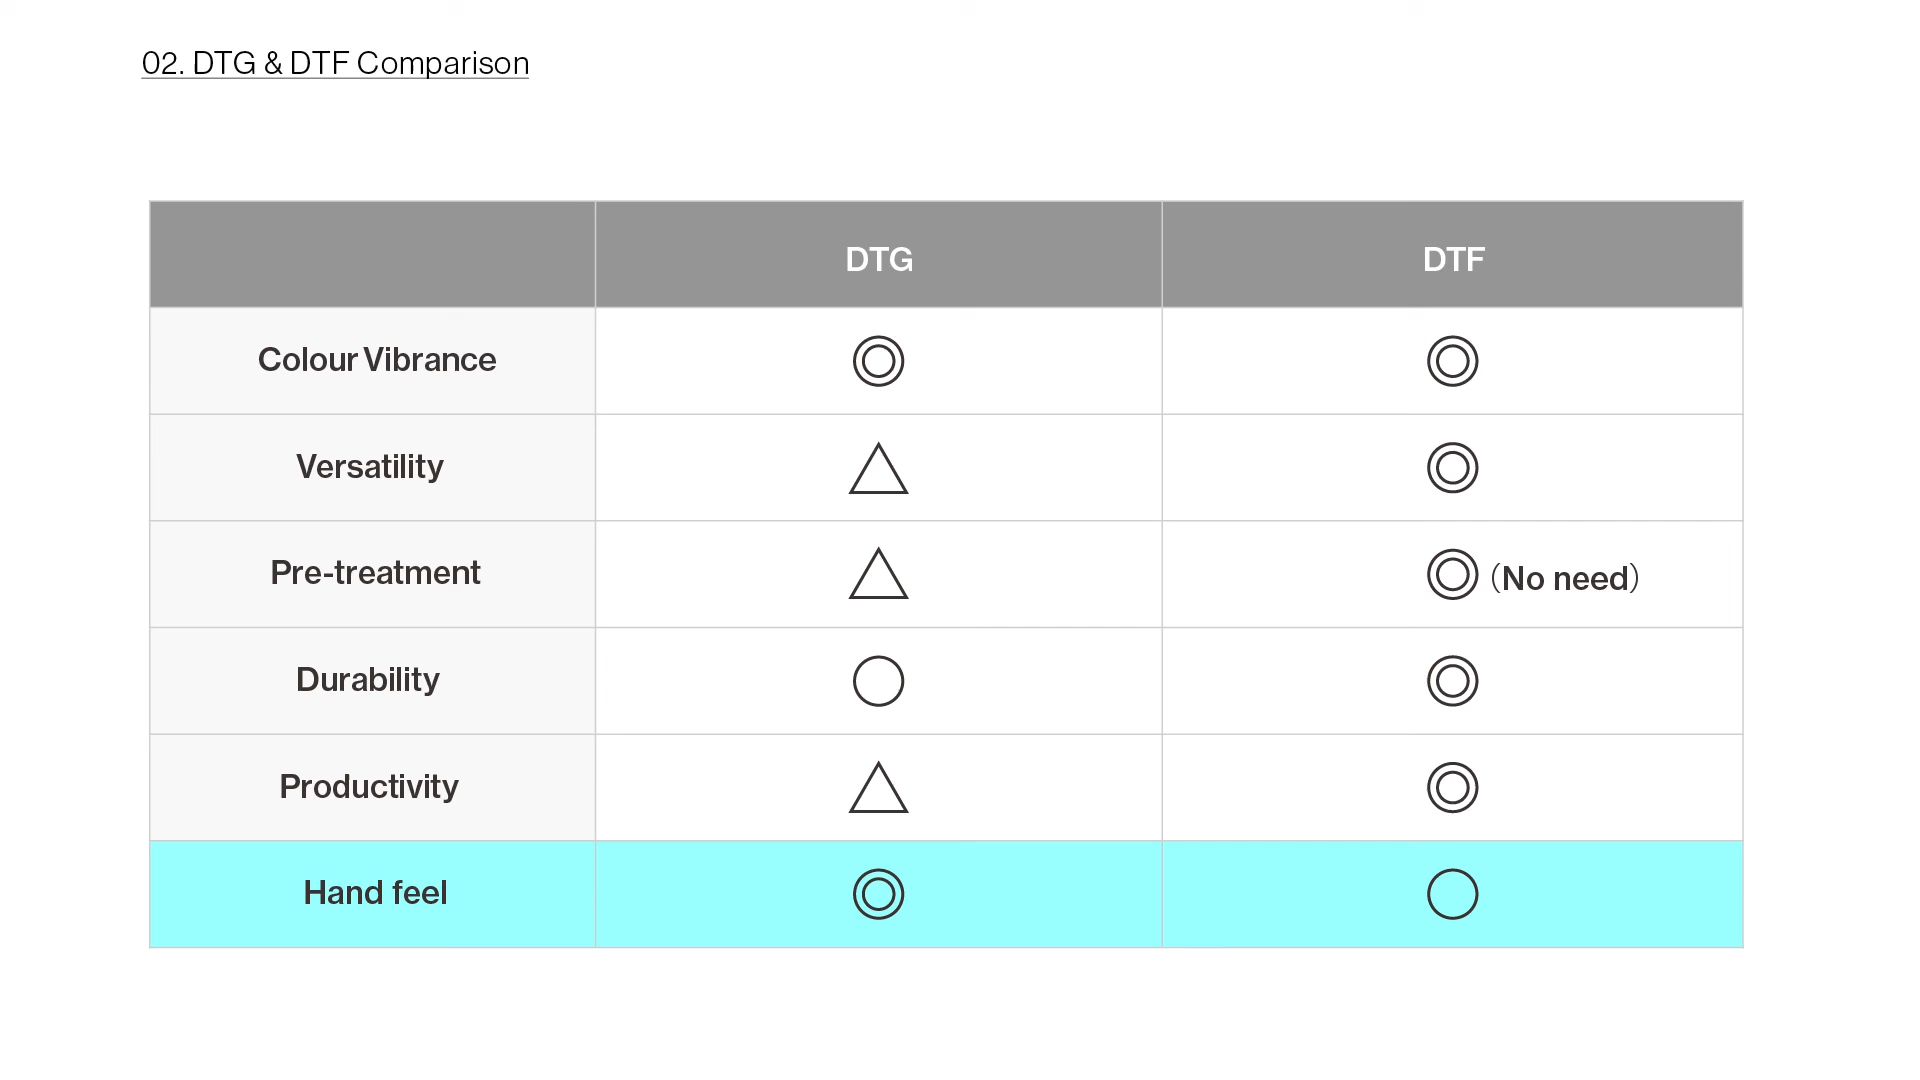 02. DTG & DTF Comparison
DTG DTF
Colour Vibrance ◎ ◎
Versatility △ ◎
Pre-treatment △ ◎ (No need)
Durability ○ ◎
Productivity △ ◎
Hand feel ◎ ○